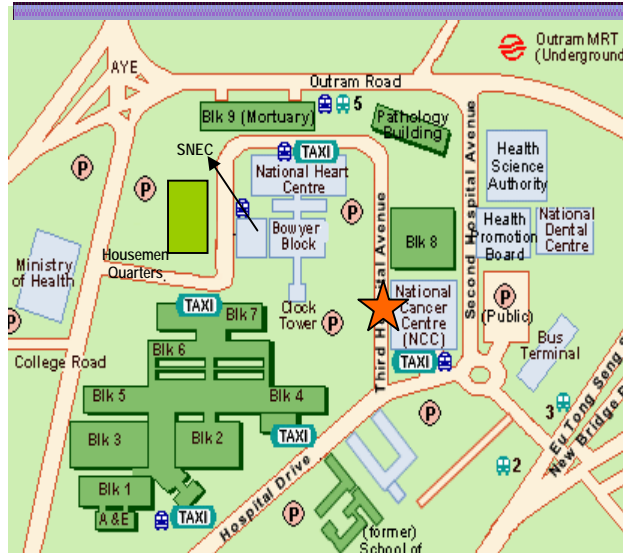 Outram MRT
(Underground
AYE
Outram Road
Blk 9 (Mortuary)
5
Pathology
Building
SNEC
TAXI
National Heart
Centre
Second Hospital Avenue
Health
Science
Authority
P
P
P
P
Bowyer
Block
Blk 8
Health
Promotion
Board
National
Dental
Centre
Housemen
Quarters
Ministry
of Health
Third Hospital Avenue
National
Cancer
Centre
(NCC)
P
(Public)
TAXI
Blk 7
Clock
Tower
P
P
Bus
Terminal
College Road
Blk 6
TAXI
Blk 5
Blk 4
3
Eu Tong Sen S
New Bridge R
P
Blk 3
Blk 2
TAXI
2
Blk 1
A & E
TAXI
Hospital Drive
P
(former)
School of